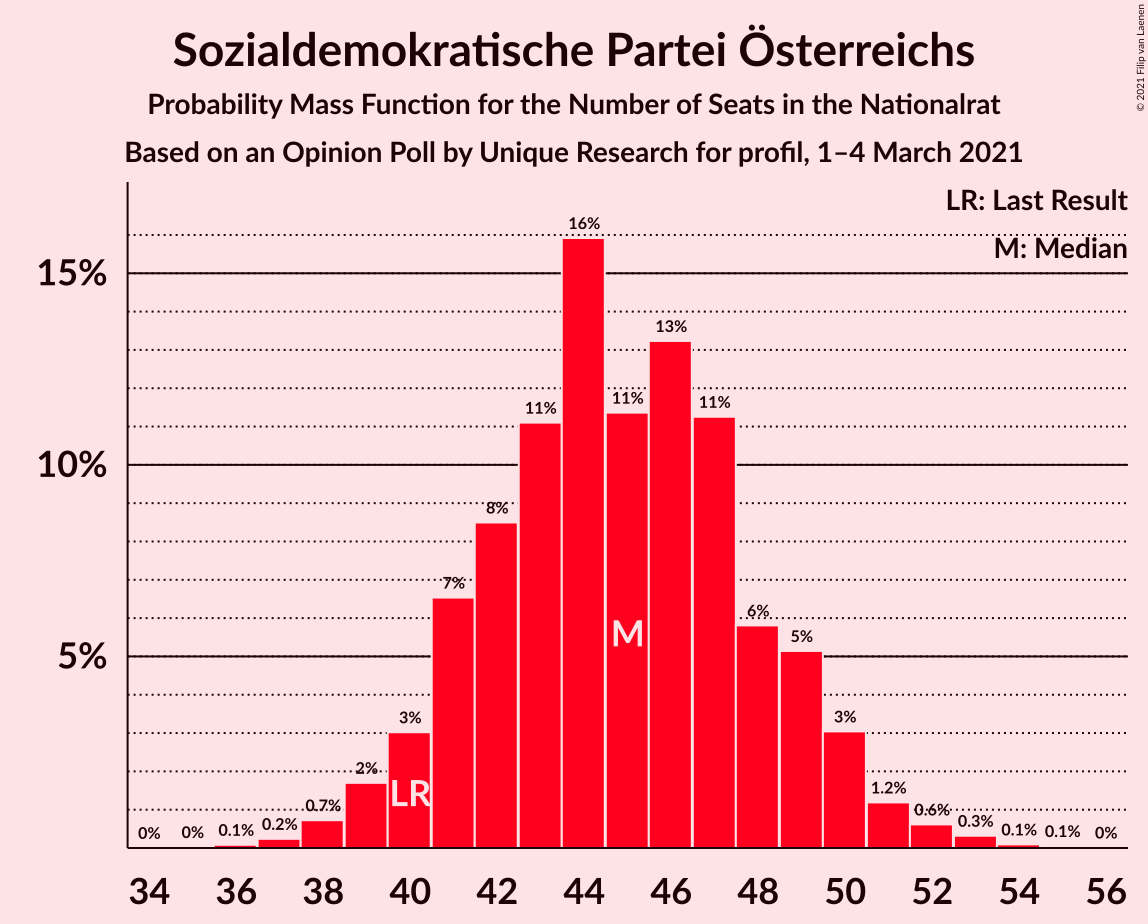 Sozialdemokratische Partei Österreichs
Probability Mass Function for the Number of Seats in the Nationalrat
Based on an Opinion Poll by Unique Research for profil, 1–4 March 2021
© 2021 Filip van Laenen
LR: Last Result
M: Median
15%
10%
5%
0%
0%
0.1%
0.2%
0.7%
2%
3%
7%
8%
11%
16%
11%
13%
11%
6%
5%
3%
1.2%
0.6%
0.3%
0.1%
0.1%
0%
LR
M
34 36 38 40 42 44 46 48 50 52 54 56